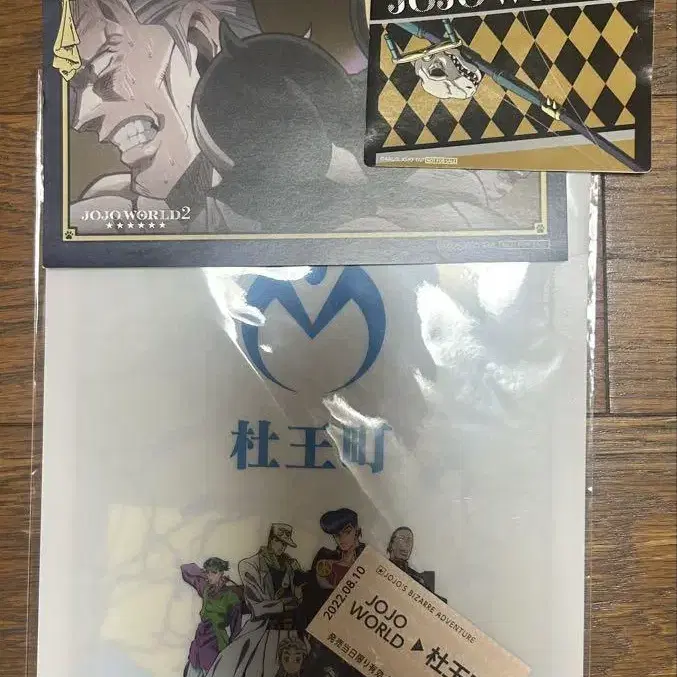 JOJO WO
JOJO WORLD2
杜王町
2022.08.10
JOJO'S BIZARRE ADVENTURE
JOJO
WORLD ▶ 杜王
発売当日限り有効